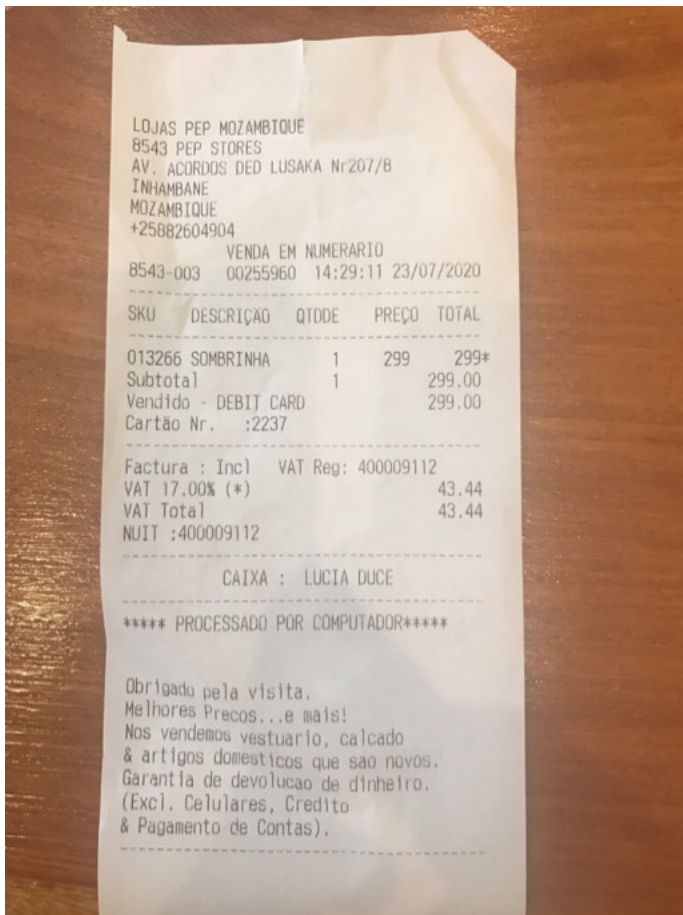 LOJAS PEP MOZAMBIQUE
8543 PEP STORES
AV. ACORDOS DED LUSAKA Nr207/8
INHAMBANE
MOZAMBIQUE
+25882604904
VENDA EM NUMERARIO
8543-003 00255960 14:29:11 23/07/2020
SKU DESCRIÇÃO QTDDE PREÇO TOTAL
013266 SOMBRINHA 1 299 299*
Subtotal 1 299.00
Vendido - DEBIT CARD 299.00
Cartão Nr. :2237
Factura : Incl VAT Reg: 400009112
VAT 17.00% (*) 43.44
VAT Total 43.44
NUIT :400009112
CAIXA : LUCIA DUCE
***** PROCESSADO POR COMPUTADOR*****
Obrigado pela visita.
Melhores Precos...e mais!
Nos vendemos vestuario, calcado
& artigos domesticos que sao novos.
Garantia de devolucao de dinheiro.
(Excl. Celulares, Credito
& Pagamento de Contas).